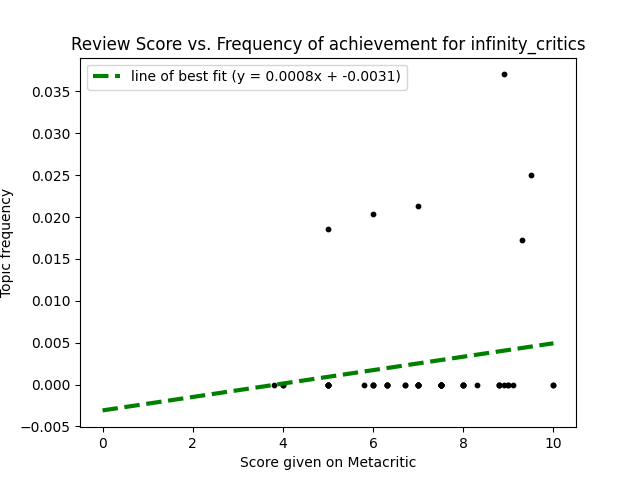 Review Score vs. Frequency of achievement for infinity_critics
line of best fit (y = 0.0008x + -0.0031)
Topic frequency
0.035
0.030
0.025
0.020
0.015
0.010
0.005
0.000
−0.005
0 2 4 6 8 10
Score given on Metacritic